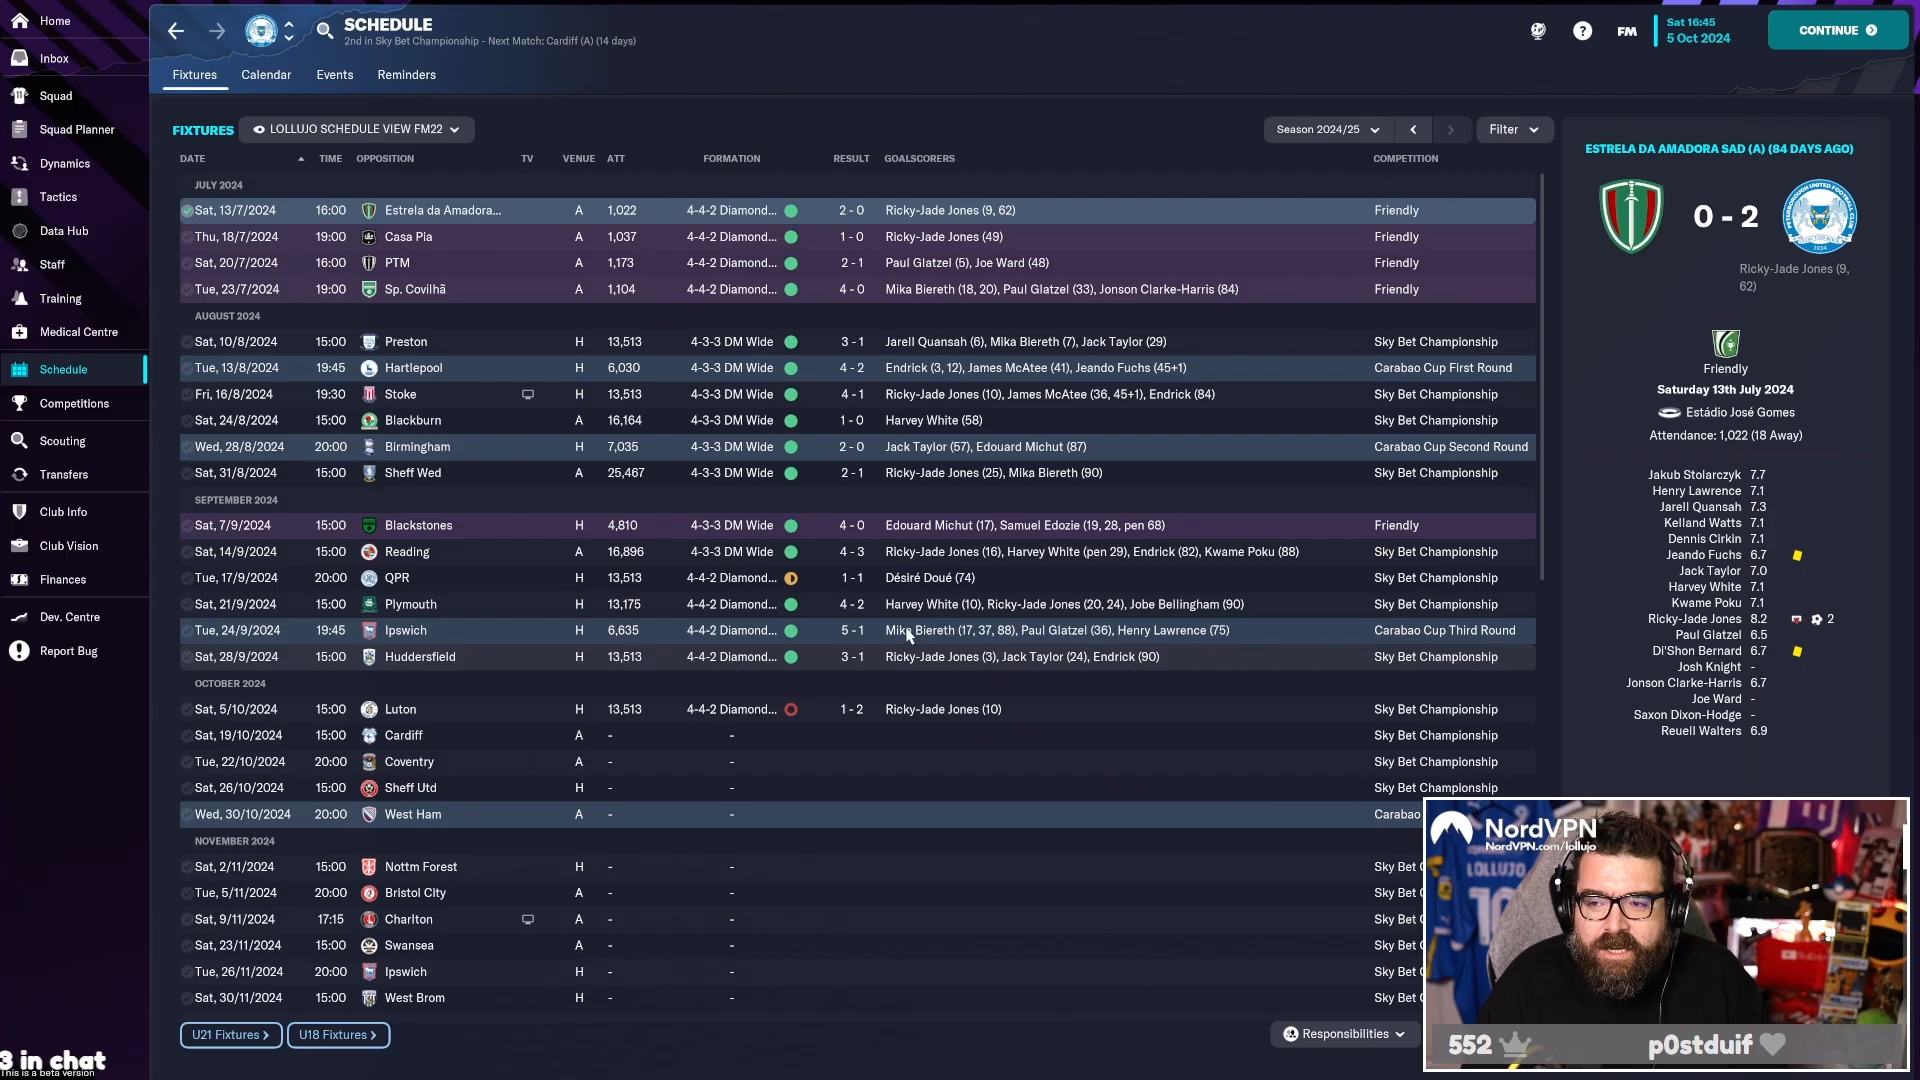 Home
Inbox
Squad
Squad Planner
Dynamics
Tactics
Data Hub
Staff
Training
Medical Centre
Schedule
Competitions
Scouting
Transfers
Club Info
Club Vision
Finances
Dev. Centre
Report Bug
3 in chat
This is a beta version
SCHEDULE
2nd in Sky Bet Championship - Next Match: Cardiff (A) (14 days)
? FM Sat 16:45 5 Oct 2024 CONTINUE
Fixtures Calendar Events Reminders
FIXTURES LOLLUJO SCHEDULE VIEW FM22 Season 2024/25 Filter
DATE TIME OPPOSITION TV VENUE ATT FORMATION RESULT GOALSCORERS COMPETITION
JULY 2024
Sat, 13/7/2024 16:00 Estrela da Amadora... A 1,022 4-4-2 Diamond... 2 - 0 Ricky-Jade Jones (9, 62) Friendly
Thu, 18/7/2024 19:00 Casa Pia A 1,037 4-4-2 Diamond... 1 - 0 Ricky-Jade Jones (49) Friendly
Sat, 20/7/2024 16:00 PTM A 1,173 4-4-2 Diamond... 2 - 1 Paul Glatzel (5), Joe Ward (48) Friendly
Tue, 23/7/2024 19:00 Sp. Covilhã A 1,104 4-4-2 Diamond... 4 - 0 Mika Biereth (18, 20), Paul Glatzel (33), Jonson Clarke-Harris (84) Friendly
AUGUST 2024
Sat, 10/8/2024 15:00 Preston H 13,513 4-3-3 DM Wide 3 - 1 Jarell Quansah (6), Mika Biereth (7), Jack Taylor (29) Sky Bet Championship
Tue, 13/8/2024 19:45 Hartlepool H 6,030 4-3-3 DM Wide 4 - 2 Endrick (3, 12), James McAtee (41), Jeando Fuchs (45+1) Carabao Cup First Round
Fri, 16/8/2024 19:30 Stoke H 13,513 4-3-3 DM Wide 4 - 1 Ricky-Jade Jones (10), James McAtee (36, 45+1), Endrick (84) Sky Bet Championship
Sat, 24/8/2024 15:00 Blackburn A 16,164 4-3-3 DM Wide 1 - 0 Harvey White (58) Sky Bet Championship
Wed, 28/8/2024 20:00 Birmingham H 7,035 4-3-3 DM Wide 2 - 0 Jack Taylor (57), Edouard Michut (87) Carabao Cup Second Round
Sat, 31/8/2024 15:00 Sheff Wed A 25,467 4-3-3 DM Wide 2 - 1 Ricky-Jade Jones (25), Mika Biereth (90) Sky Bet Championship
SEPTEMBER 2024
Sat, 7/9/2024 15:00 Blackstones H 4,810 4-3-3 DM Wide 4 - 0 Edouard Michut (17), Samuel Edozie (19, 28, pen 68) Friendly
Sat, 14/9/2024 15:00 Reading A 16,896 4-3-3 DM Wide 4 - 3 Ricky-Jade Jones (16), Harvey White (pen 29), Endrick (82), Kwame Poku (88) Sky Bet Championship
Tue, 17/9/2024 20:00 QPR H 13,513 4-4-2 Diamond... 1 - 1 Désiré Doué (74) Sky Bet Championship
Sat, 21/9/2024 15:00 Plymouth H 13,175 4-4-2 Diamond... 4 - 2 Harvey White (10), Ricky-Jade Jones (20, 24), Jobe Bellingham (90) Sky Bet Championship
Tue, 24/9/2024 19:45 Ipswich H 6,635 4-4-2 Diamond... 5 - 1 Mika Biereth (17, 37, 88), Paul Glatzel (36), Henry Lawrence (75) Carabao Cup Third Round
Sat, 28/9/2024 15:00 Huddersfield H 13,513 4-4-2 Diamond... 3 - 1 Ricky-Jade Jones (3), Jack Taylor (24), Endrick (90) Sky Bet Championship
OCTOBER 2024
Sat, 5/10/2024 15:00 Luton H 13,513 4-4-2 Diamond... 1 - 2 Ricky-Jade Jones (10) Sky Bet Championship
Sat, 19/10/2024 15:00 Cardiff A - - Sky Bet Championship
Tue, 22/10/2024 20:00 Coventry A - - Sky Bet Championship
Sat, 26/10/2024 15:00 Sheff Utd H - - Sky Bet Championship
Wed, 30/10/2024 20:00 West Ham A - - Carabao
NOVEMBER 2024
Sat, 2/11/2024 15:00 Nottm Forest H - - Sky Bet
Tue, 5/11/2024 20:00 Bristol City A - - Sky Bet
Sat, 9/11/2024 17:15 Charlton A - - Sky Bet
Sat, 23/11/2024 15:00 Swansea A - - Sky Bet
Tue, 26/11/2024 20:00 Ipswich H - - Sky Bet
Sat, 30/11/2024 15:00 West Brom H - - Sky Bet
U21 Fixtures U18 Fixtures Responsibilities
ESTRELA DA AMADORA SAD (A) (84 DAYS AGO)
0 - 2
PETERBOROUGH UNITED FOOTBALL CLUB
1934
Ricky-Jade Jones (9, 62)
Friendly
Saturday 13th July 2024
Estádio José Gomes
Attendance: 1,022 (18 Away)
Jakub Stolarczyk 7.7
Henry Lawrence 7.1
Jarell Quansah 7.3
Kelland Watts 7.1
Dennis Cirkin 7.1
Jeando Fuchs 6.7
Jack Taylor 7.0
Harvey White 7.1
Kwame Poku 7.1
Ricky-Jade Jones 8.2 2
Paul Glatzel 6.5
Di'Shon Bernard 6.7
Josh Knight -
Jonson Clarke-Harris 6.7
Joe Ward -
Saxon Dixon-Hodge -
Reuell Walters 6.9
NordVPN
NordVPN.com/lollujo
LOLLUJO
552 p0stduif